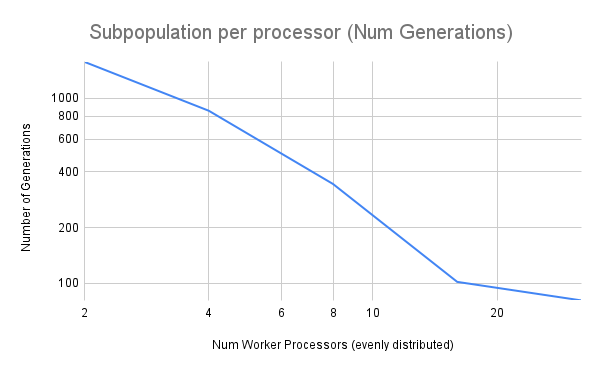 Subpopulation per processor (Num Generations)
Number of Generations
1000
800
600
400
200
100
2 4 6 8 10 20
Num Worker Processors (evenly distributed)